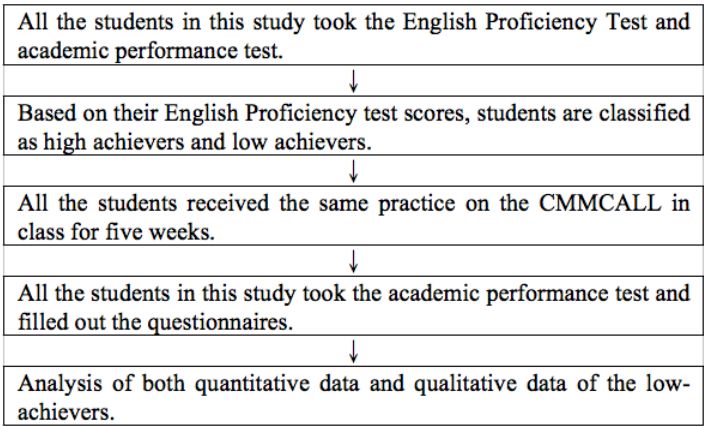 All the students in this study took the English Proficiency Test and
academic performance test.
Based on their English Proficiency test scores, students are classified
as high achievers and low achievers.
All the students received the same practice on the CMMCALL in
class for five weeks.
All the students in this study took the academic performance test and
filled out the questionnaires.
Analysis of both quantitative data and qualitative data of the low-
achievers.